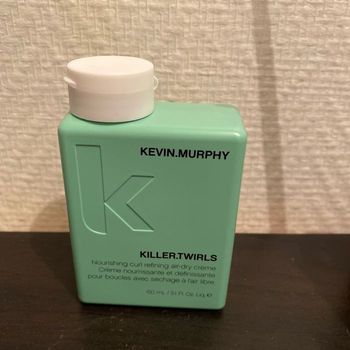 KEVIN.MURPHY
KILLER.TWIRLS
Nourishing curl refining air-dry crème
Crème nourrissante et définissante
pour boucles avec séchage à l'air libre
150 mL / 5.1 Fl. Oz. Liq. e